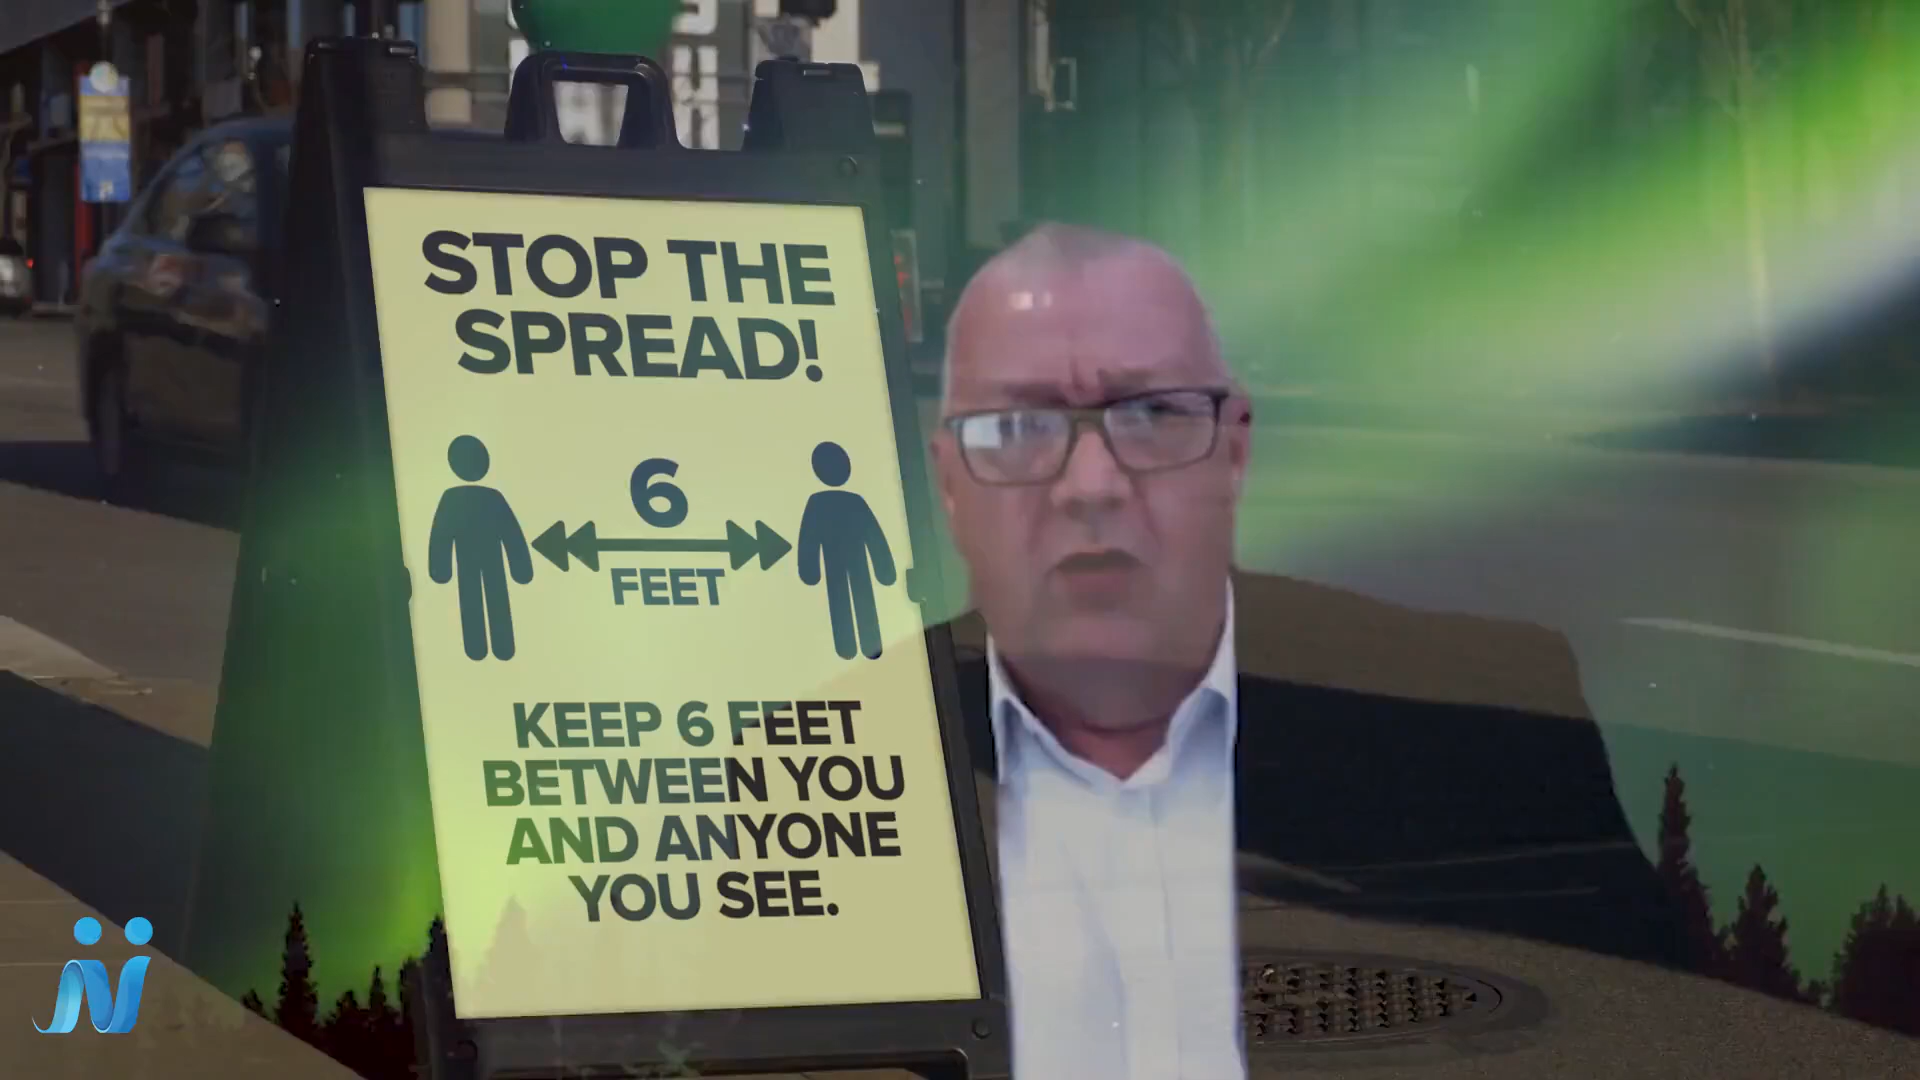 STOP THE
SPREAD!
6
FEET
KEEP 6 FEET
BETWEEN YOU
AND ANYONE
YOU SEE.